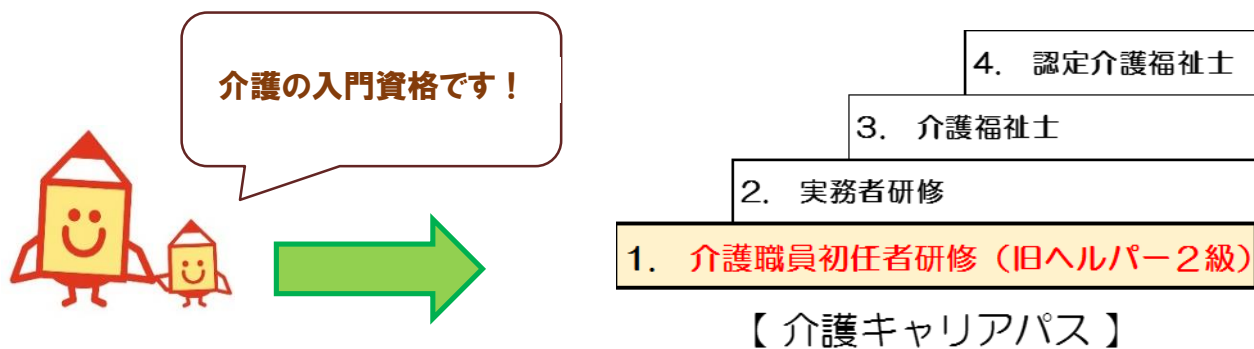 介護の入門資格です！
4.　認定介護福祉士
3.　介護福祉士
2.　実務者研修
1.　介護職員初任者研修（旧ヘルパー２級）
【 介護キャリアパス 】